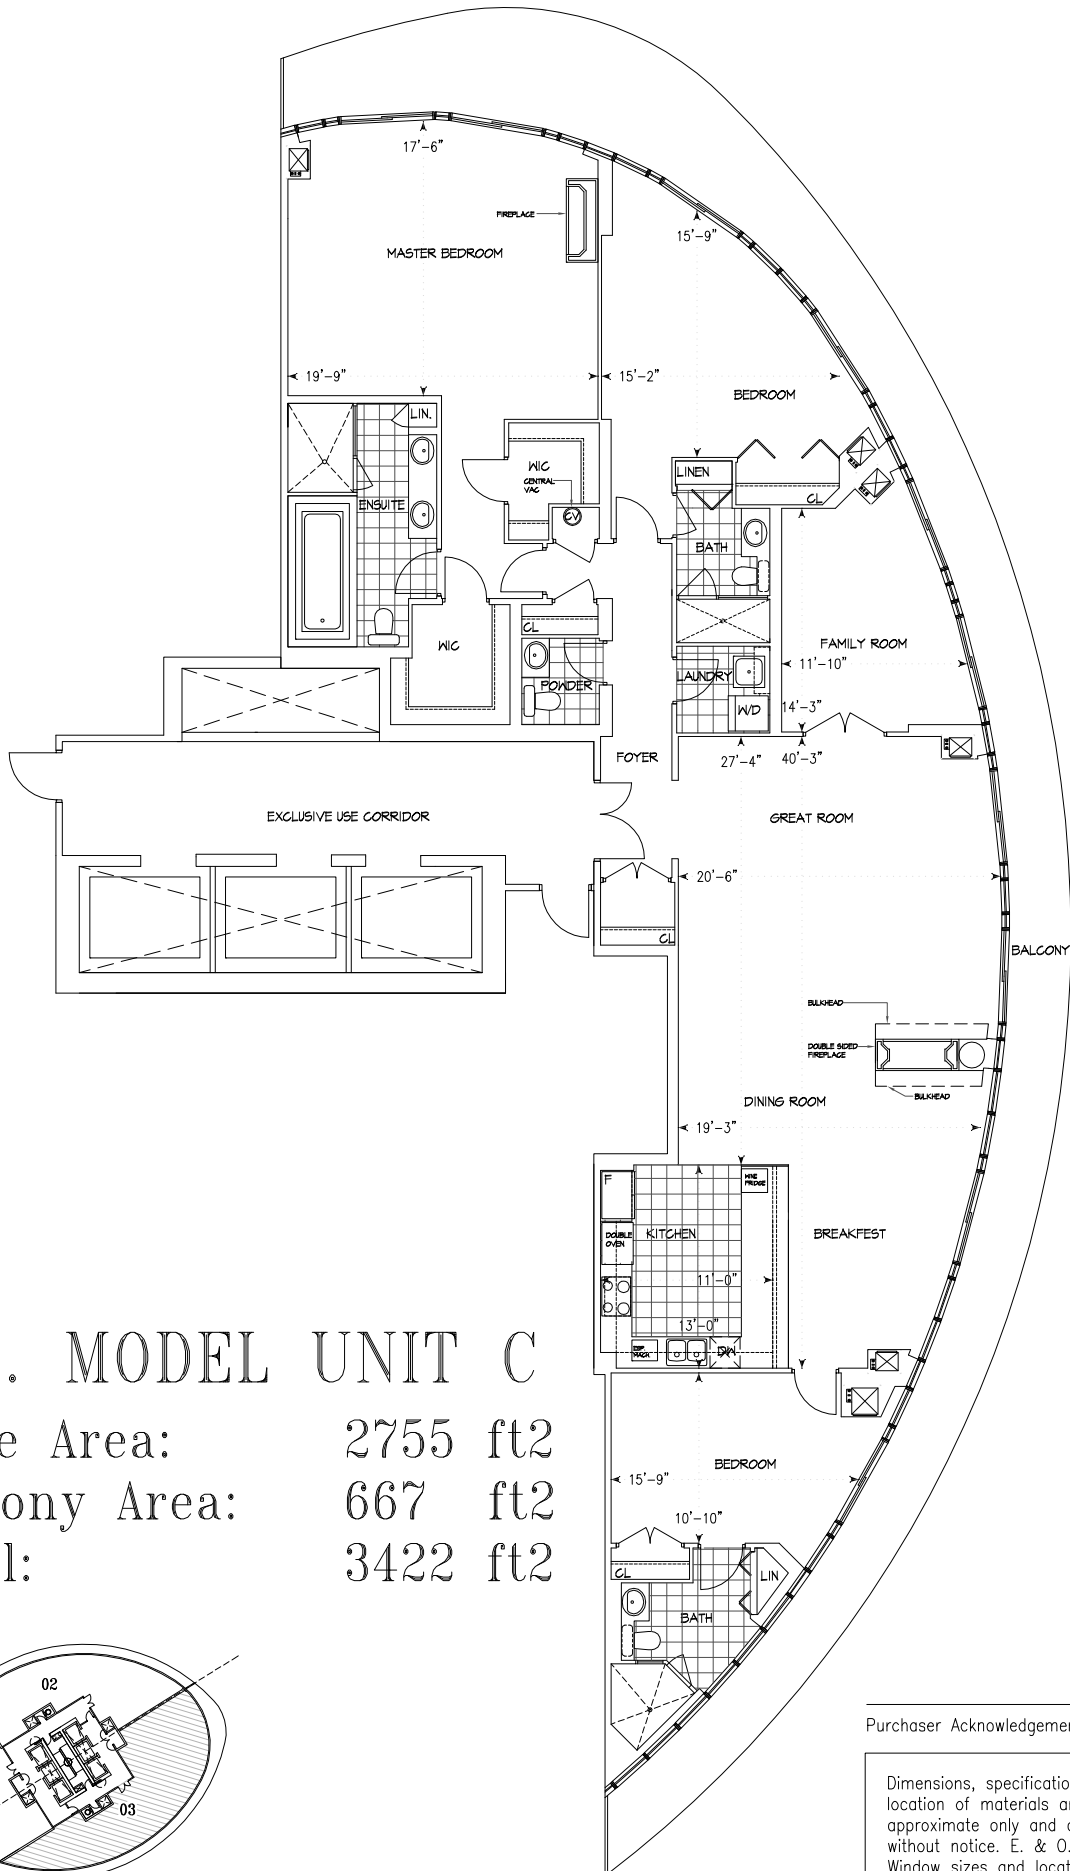 17'-6"
FIREPLACE
15'-9"
MASTER BEDROOM
19'-9"
15'-2"
BEDROOM
LIN.
WIC
CENTRAL
VAC
LINEN
CL
ENSUITE
CV
BATH
CL
WIC
FAMILY ROOM
11'-10"
POWDER
LAUNDRY
W/D
14'-3"
FOYER
27'-4"
40'-3"
EXCLUSIVE USE CORRIDOR
GREAT ROOM
20'-6"
CL
BALCONY
BULKHEAD
DOUBLE SIDED
FIREPLACE
BULKHEAD
DINING ROOM
19'-3"
F
WINE
FRIDGE
DOUBLE
OVEN
KITCHEN
BREAKFEST
11'-0"
13'-0"
D/W
. MODEL UNIT C
e Area: 2755 ft2
ony Area: 667 ft2
l: 3422 ft2
BEDROOM
15'-9"
10'-10"
CL
LIN
BATH
02
03
Purchaser Acknowledgemen
Dimensions, specificatio
location of materials a
approximate only and
without notice. E. & O.
Window sizes and locat